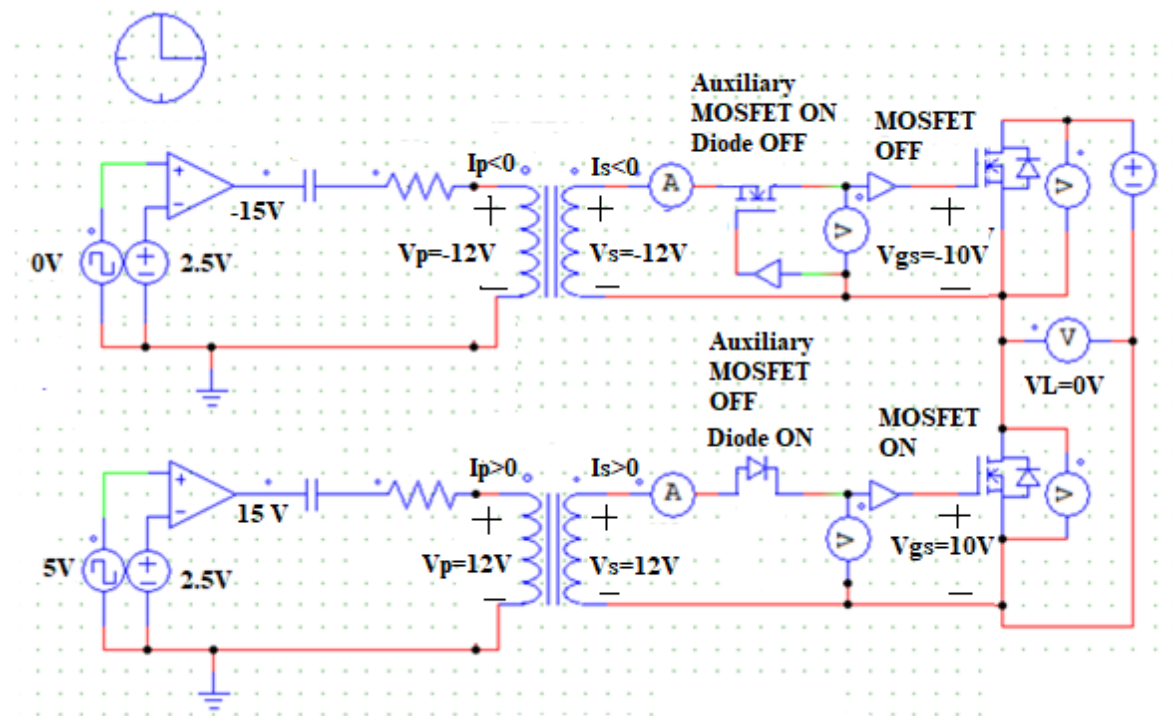 Auxiliary
MOSFET ON
Diode OFF
MOSFET
OFF
Ip<0
Is<0
A
+
−
-15V
+
−
Vp=-12V
+
−
Vs=-12V
V
+
−
Vgs=-10V
V
+
−
0V
+
−
2.5V
Auxiliary
MOSFET
OFF
Diode ON
V
VL=0V
MOSFET
ON
Ip>0
Is>0
A
+
−
15 V
+
−
Vp=12V
+
−
Vs=12V
V
+
−
Vgs=10V
V
5V
+
−
2.5V